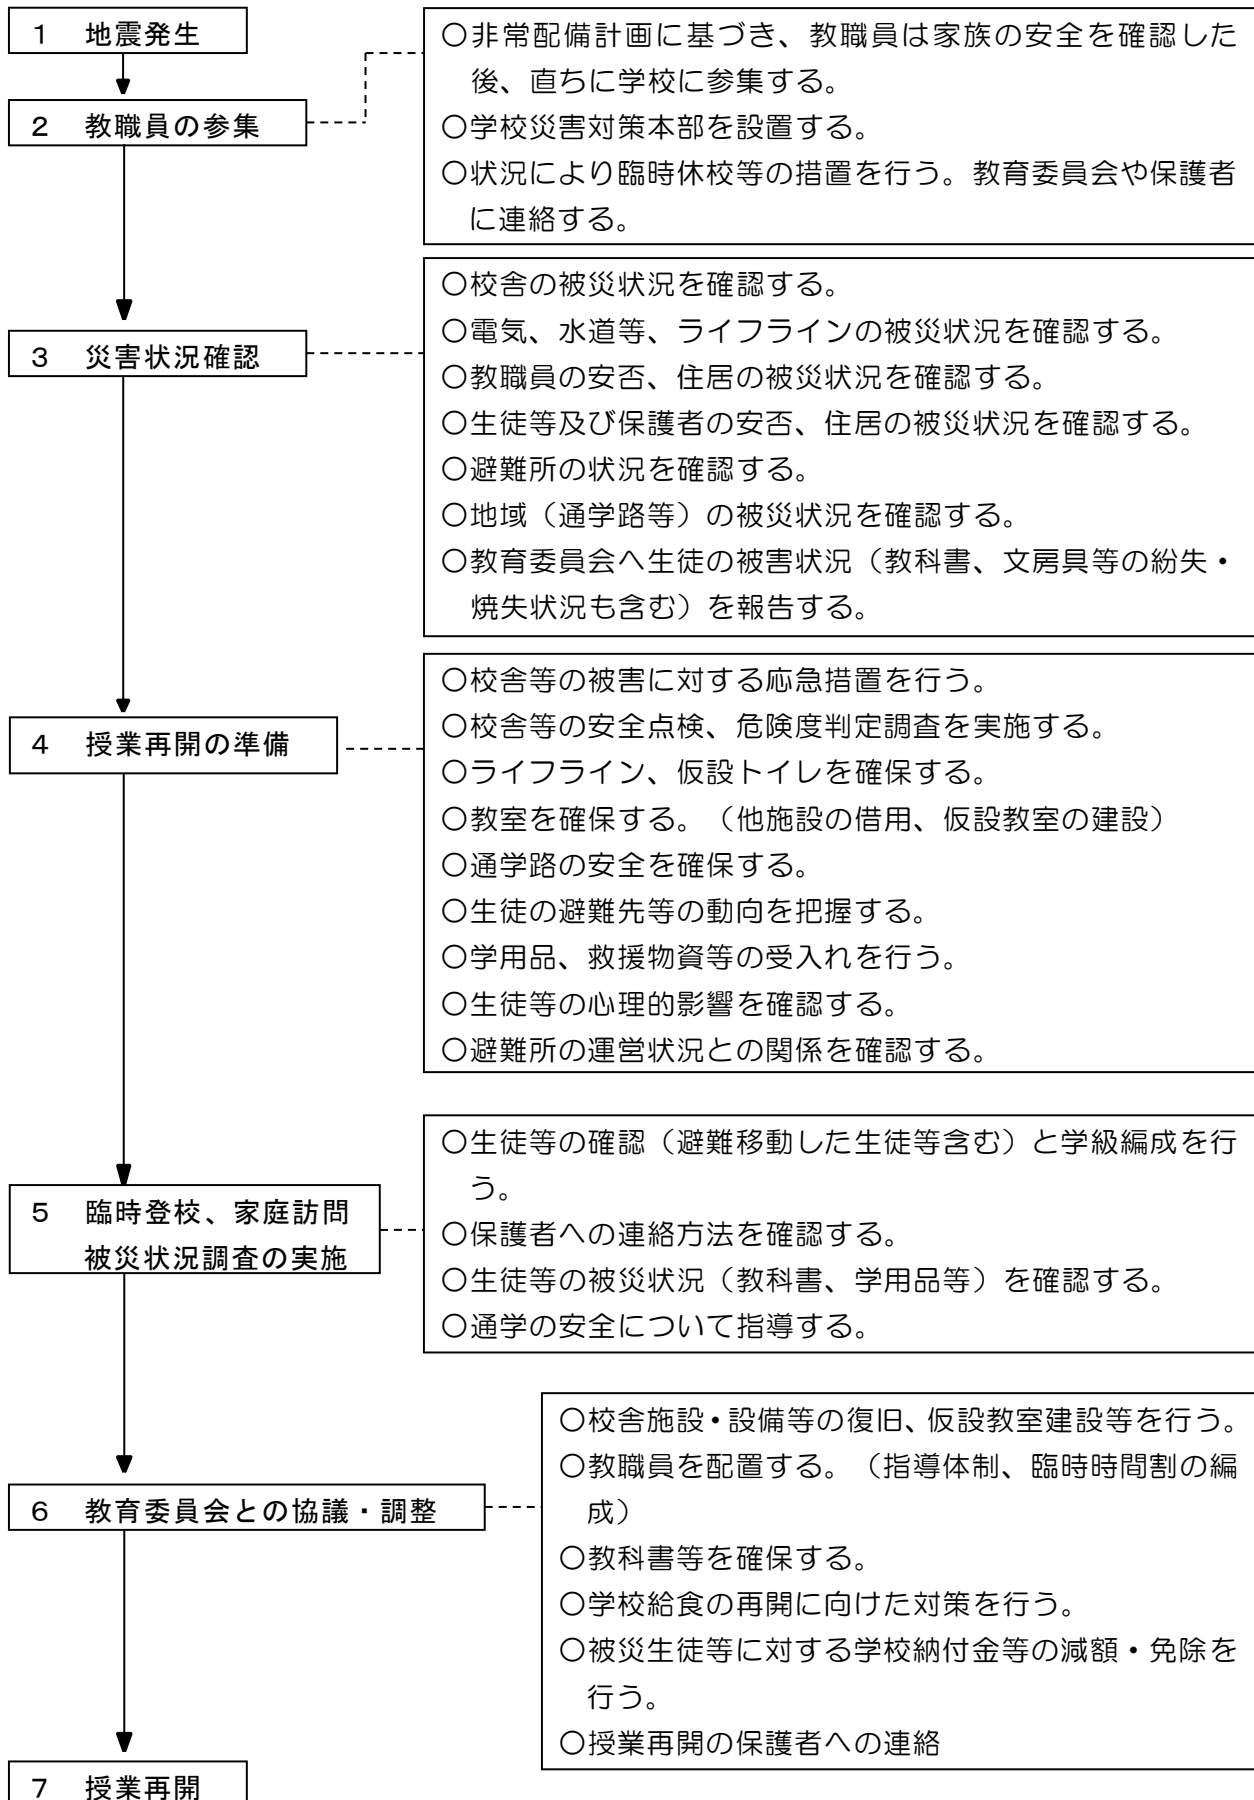 １　地震発生
２　教職員の参集
○非常配備計画に基づき、教職員は家族の安全を確認した
後、直ちに学校に参集する。
○学校災害対策本部を設置する。
○状況により臨時休校等の措置を行う。教育委員会や保護者
に連絡する。
３　災害状況確認
○校舎の被災状況を確認する。
○電気、水道等、ライフラインの被災状況を確認する。
○教職員の安否、住居の被災状況を確認する。
○生徒等及び保護者の安否、住居の被災状況を確認する。
○避難所の状況を確認する。
○地域（通学路等）の被災状況を確認する。
○教育委員会へ生徒の被害状況（教科書、文房具等の紛失・
焼失状況も含む）を報告する。
４　授業再開の準備
○校舎等の被害に対する応急措置を行う。
○校舎等の安全点検、危険度判定調査を実施する。
○ライフライン、仮設トイレを確保する。
○教室を確保する。（他施設の借用、仮設教室の建設）
○通学路の安全を確保する。
○生徒の避難先等の動向を把握する。
○学用品、救援物資等の受入れを行う。
○生徒等の心理的影響を確認する。
○避難所の運営状況との関係を確認する。
５　臨時登校、家庭訪問
被災状況調査の実施
○生徒等の確認（避難移動した生徒等含む）と学級編成を行
う。
○保護者への連絡方法を確認する。
○生徒等の被災状況（教科書、学用品等）を確認する。
○通学の安全について指導する。
６　教育委員会との協議・調整
○校舎施設・設備等の復旧、仮設教室建設等を行う。
○教職員を配置する。（指導体制、臨時時間割の編
成）
○教科書等を確保する。
○学校給食の再開に向けた対策を行う。
○被災生徒等に対する学校納付金等の減額・免除を
行う。
○授業再開の保護者への連絡
７　授業再開